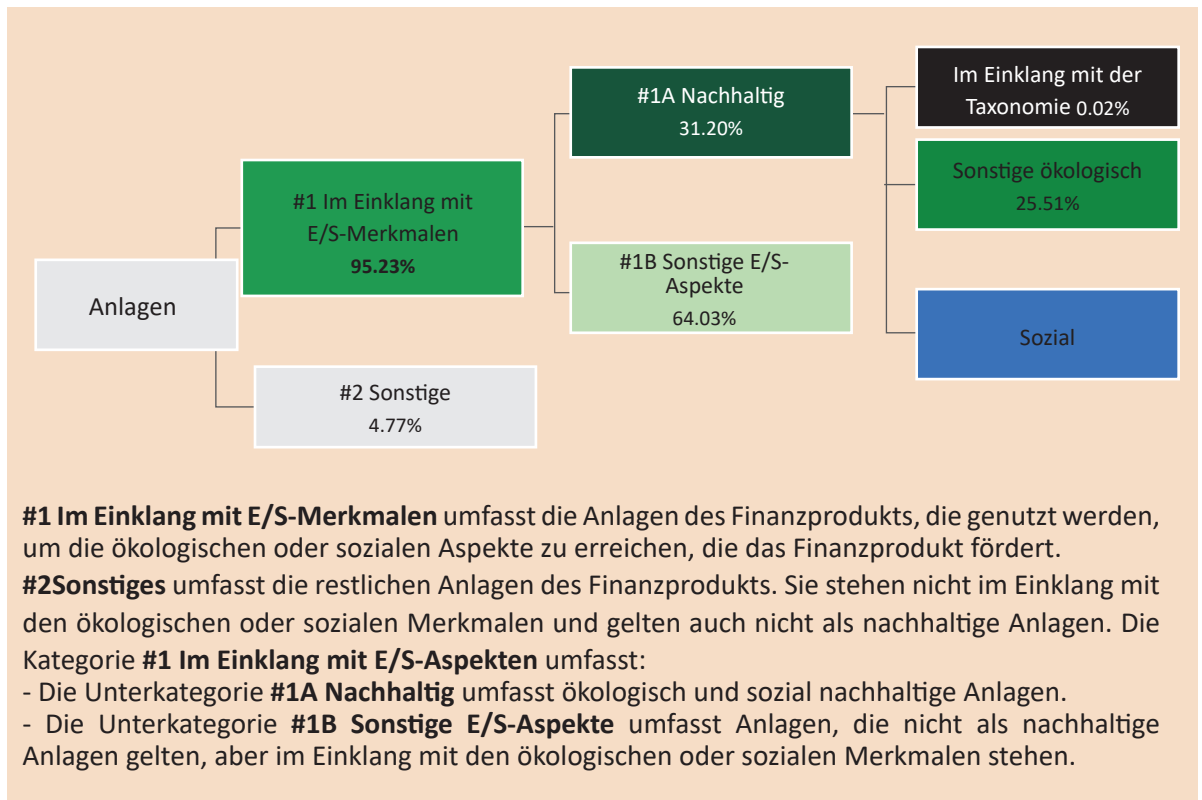 #1A Nachhaltig
31.20%
Im Einklang mit der
Taxonomie 0.02%
#1 Im Einklang mit
E/S-Merkmalen
95.23%
Sonstige ökologisch
25.51%
#1B Sonstige E/S-
Aspekte
64.03%
Anlagen
Sozial
#2 Sonstige
4.77%
#1 Im Einklang mit E/S-Merkmalen umfasst die Anlagen des Finanzprodukts, die genutzt werden,
um die ökologischen oder sozialen Aspekte zu erreichen, die das Finanzprodukt fördert.
#2Sonstiges umfasst die restlichen Anlagen des Finanzprodukts. Sie stehen nicht im Einklang mit
den ökologischen oder sozialen Merkmalen und gelten auch nicht als nachhaltige Anlagen. Die
Kategorie #1 Im Einklang mit E/S-Aspekten umfasst:
- Die Unterkategorie #1A Nachhaltig umfasst ökologisch und sozial nachhaltige Anlagen.
- Die Unterkategorie #1B Sonstige E/S-Aspekte umfasst Anlagen, die nicht als nachhaltige
Anlagen gelten, aber im Einklang mit den ökologischen oder sozialen Merkmalen stehen.